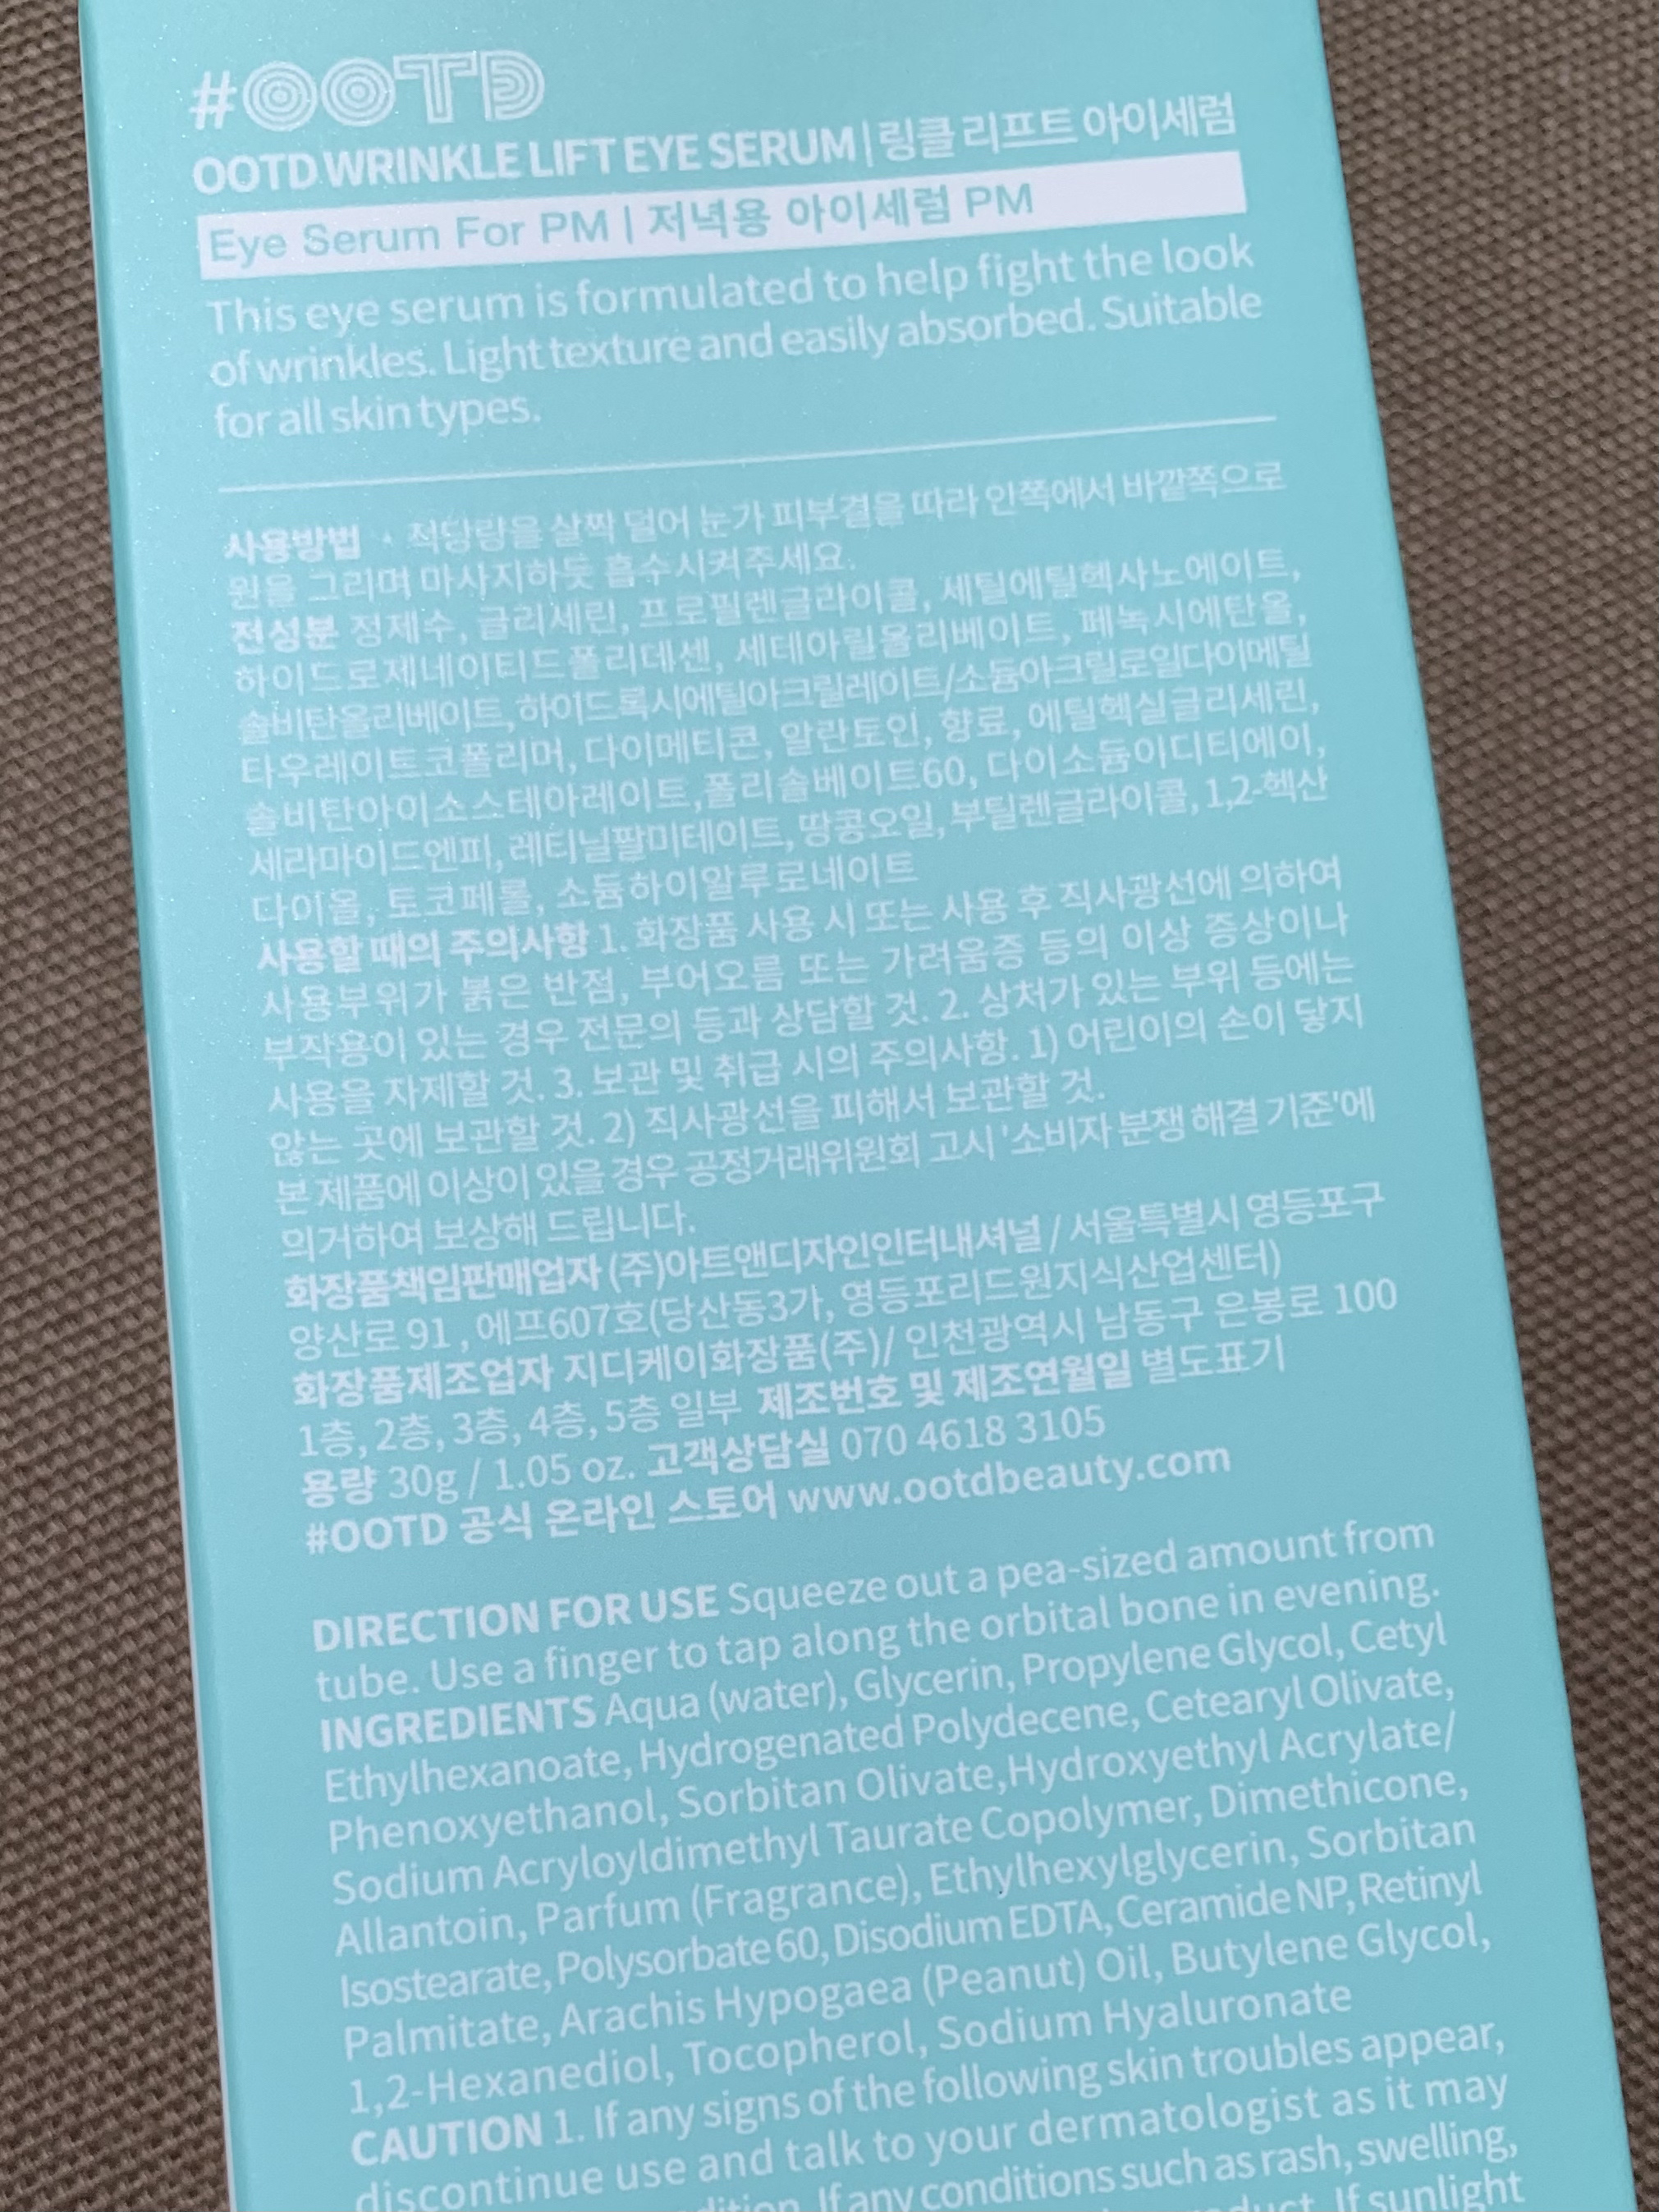 #OOTD
OOTD WRINKLE LIFT EYE SERUM | 링클 리프트 아이세럼
Eye Serum For PM | 저녁용 아이세럼 PM
This eye serum is formulated to help fight the look
of wrinkles. Light texture and easily absorbed. Suitable
for all skin types.
사용방법 • 적당량을 살짝 덜어 눈가 피부결을 따라 안쪽에서 바깥쪽으로
원을 그리며 마사지하듯 흡수시켜주세요.
전성분 정제수, 글리세린, 프로필렌글라이콜, 세틸에틸헥사노에이트,
하이드로제네이티드폴리데센, 세테아릴올리베이트, 페녹시에탄올,
솔비탄올리베이트,하이드록시에틸아크릴레이트/소듐아크릴로일다이메틸
타우레이트코폴리머, 다이메티콘, 알란토인, 향료, 에틸헥실글리세린,
솔비탄아이소스테아레이트,폴리솔베이트60, 다이소듐이디티에이,
세라마이드엔피, 레티닐팔미테이트, 땅콩오일, 부틸렌글라이콜, 1,2-헥산
다이올, 토코페롤, 소듐하이알루로네이트
사용할 때의 주의사항 1. 화장품 사용 시 또는 사용 후 직사광선에 의하여
사용부위가 붉은 반점, 부어오름 또는 가려움증 등의 이상 증상이나
부작용이 있는 경우 전문의 등과 상담할 것. 2. 상처가 있는 부위 등에는
사용을 자제할 것. 3. 보관 및 취급 시의 주의사항. 1) 어린이의 손이 닿지
않는 곳에 보관할 것. 2) 직사광선을 피해서 보관할 것.
본 제품에 이상이 있을 경우 공정거래위원회 고시 '소비자 분쟁 해결 기준'에
의거하여 보상해 드립니다.
화장품책임판매업자 (주)아트앤디자인인터내셔널 / 서울특별시 영등포구
양산로 91 , 에프607호(당산동3가, 영등포리드원지식산업센터)
화장품제조업자 지디케이화장품(주)/ 인천광역시 남동구 은봉로 100
1층, 2층, 3층, 4층, 5층 일부 제조번호 및 제조연월일 별도표기
용량 30g / 1.05 oz. 고객상담실 070 4618 3105
#OOTD 공식 온라인 스토어 www.ootdbeauty.com
DIRECTION FOR USE Squeeze out a pea-sized amount from
tube. Use a finger to tap along the orbital bone in evening.
INGREDIENTS Aqua (water), Glycerin, Propylene Glycol, Cetyl
Ethylhexanoate, Hydrogenated Polydecene, Cetearyl Olivate,
Phenoxyethanol, Sorbitan Olivate,Hydroxyethyl Acrylate/
Sodium Acryloyldimethyl Taurate Copolymer, Dimethicone,
Allantoin, Parfum (Fragrance), Ethylhexylglycerin, Sorbitan
Isostearate, Polysorbate 60, Disodium EDTA, Ceramide NP, Retinyl
Palmitate, Arachis Hypogaea (Peanut) Oil, Butylene Glycol,
1,2-Hexanediol, Tocopherol, Sodium Hyaluronate
CAUTION 1. If any signs of the following skin troubles appear,
discontinue use and talk to your dermatologist as it may
If any conditions such as rash, swelling,
If sunlight